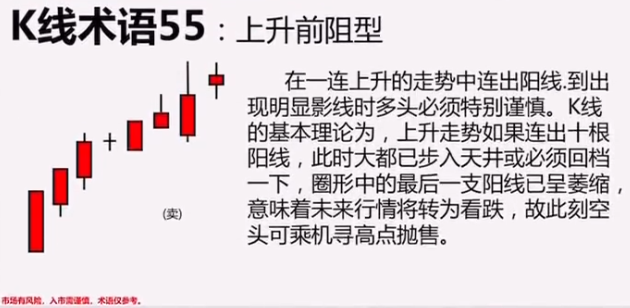 K线术语55：上升前阻型
在一连上升的走势中连出阳线.到出
现明显影线时多头必须特别谨慎。K线
的基本理论为，上升走势如果连出十根
阳线，此时大都已步入天井或必须回档
一下，圈形中的最后一支阳线已呈萎缩，
意味着未来行情将转为看跌，故此刻空
头可乘机寻高点抛售。
(卖)
市场有风险、入市需谨慎、术语仅参考。